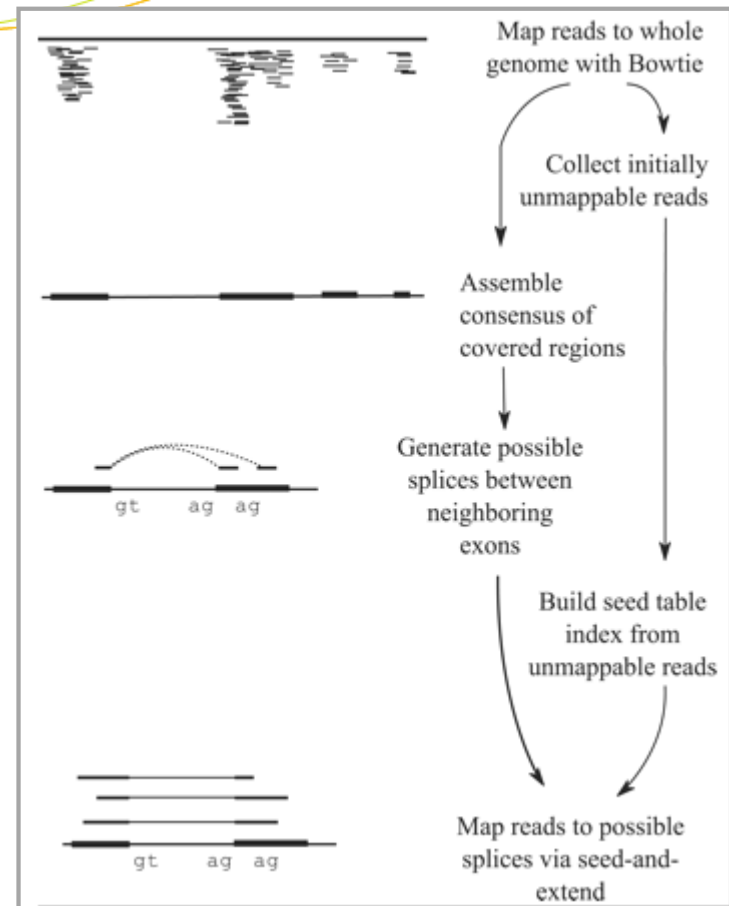 Map reads to whole
genome with Bowtie
Collect initially
unmappable reads
Assemble
consensus of
covered regions
Generate possible
splices between
neighboring
exons
gt ag ag
Build seed table
index from
unmappable reads
Map reads to possible
splices via seed-and-
extend
gt ag ag